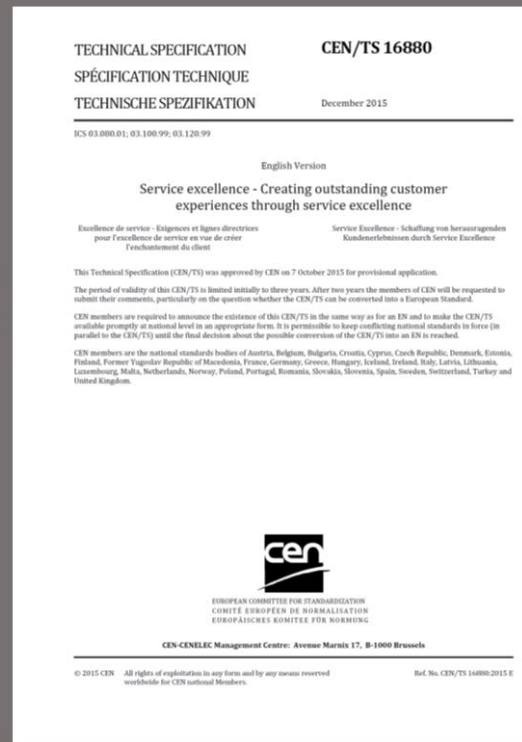 TECHNICAL SPECIFICATION
CEN/TS 16880
SPÉCIFICATION TECHNIQUE
TECHNISCHE SPEZIFIKATION
December 2015
ICS 03.080.01; 03.100.99; 03.120.99
English Version
Service excellence - Creating outstanding customer
experiences through service excellence
Excellence de service - Exigences et lignes directrices
pour l'excellence de service en vue de créer
l'enchantement du client
Service Excellence - Schaffung von herausragenden
Kundenerlebnissen durch Service Excellence
This Technical Specification (CEN/TS) was approved by CEN on 7 October 2015 for provisional application.
The period of validity of this CEN/TS is limited initially to three years. After two years the members of CEN will be requested to
submit their comments, particularly on the question whether the CEN/TS can be converted into a European Standard.
CEN members are required to announce the existence of this CEN/TS in the same way as for an EN and to make the CEN/TS
available promptly at national level in an appropriate form. It is permissible to keep conflicting national standards in force (in
parallel to the CEN/TS) until the final decision about the possible conversion of the CEN/TS into an EN is reached.
CEN members are the national standards bodies of Austria, Belgium, Bulgaria, Croatia, Cyprus, Czech Republic, Denmark, Estonia,
Finland, Former Yugoslav Republic of Macedonia, France, Germany, Greece, Hungary, Iceland, Ireland, Italy, Latvia, Lithuania,
Luxembourg, Malta, Netherlands, Norway, Poland, Portugal, Romania, Slovakia, Slovenia, Spain, Sweden, Switzerland, Turkey and
United Kingdom.
cen
EUROPEAN COMMITTEE FOR STANDARDIZATION
COMITÉ EUROPÉEN DE NORMALISATION
EUROPÄISCHES KOMITEE FÜR NORMUNG
CEN-CENELEC Management Centre: Avenue Marnix 17, B-1000 Brussels
© 2015 CEN All rights of exploitation in any form and by any means reserved
worldwide for CEN national Members.
Ref. No. CEN/TS 16880:2015 E